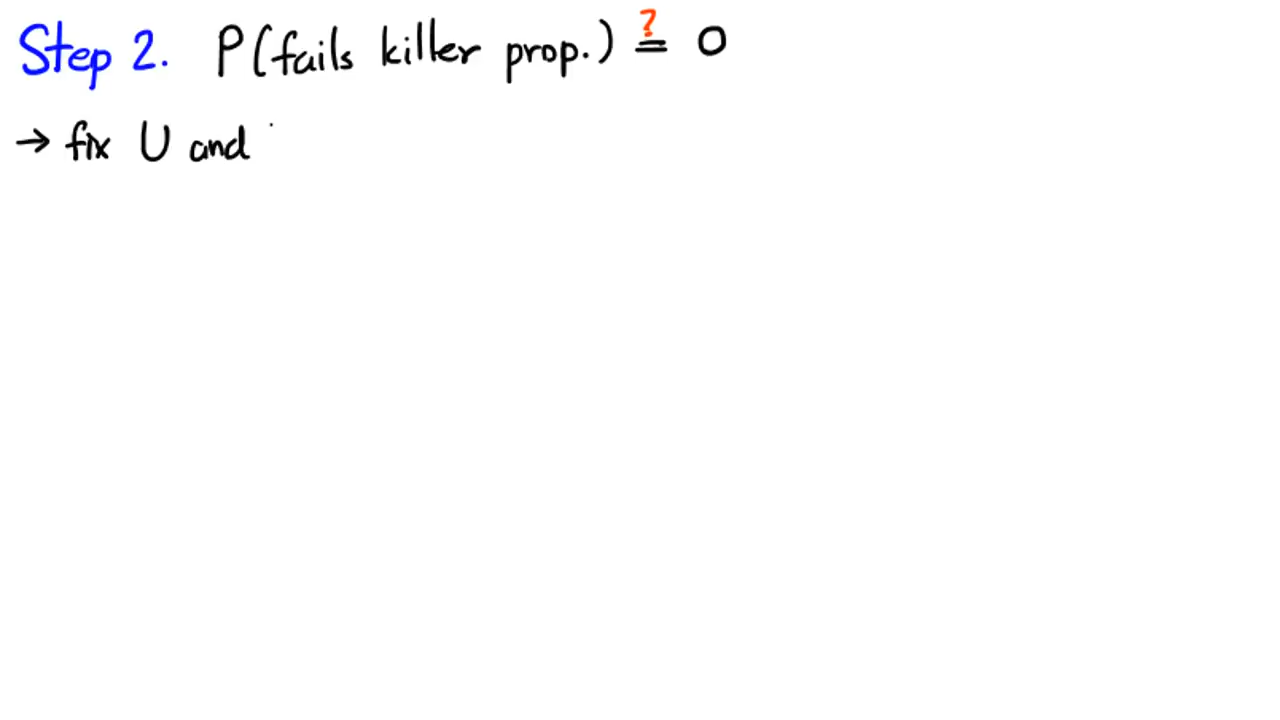 Step 2. P(fails killer prop.) ≟ 0
→ fix U and